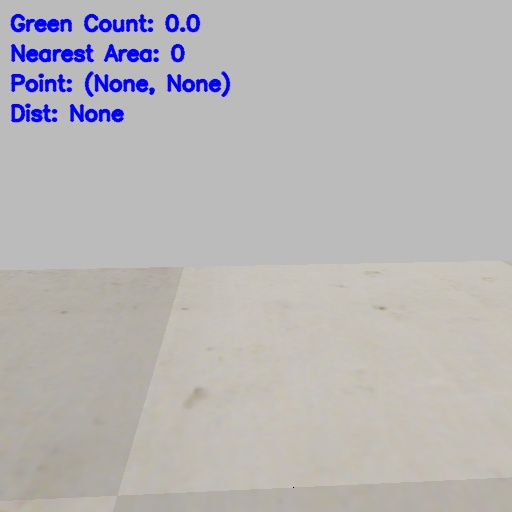 Green Count: 0.0
Nearest Area: 0
Point: (None, None)
Dist: None